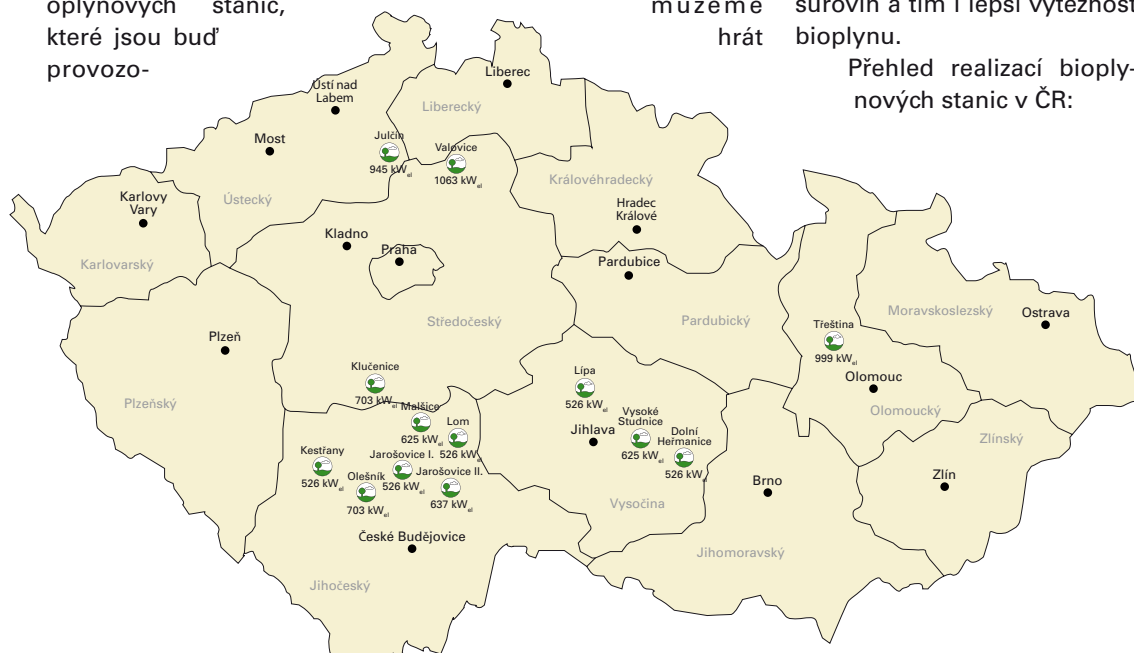 oplynových stanic,
které jsou buď
provozo-
můžeme
hrát
surovin a tím i lepší výtěžnost
bioplynu.
Přehled realizací bioply-
nových stanic v ČR:
Liberec
Ústí nad
Labem
Liberecký
Most
Julčín
945 kWel
Valovice
1063 kWel
Královéhradecký
Ústecký
Karlovy
Vary
Hradec
Králové
Kladno
Praha
Karlovarský
Pardubice
Moravskoslezský
Ostrava
Středočeský
Pardubický
Třeština
999 kWel
Plzeň
Klučenice
703 kWel
Lípa
526 kWel
Olomouc
Plzeňský
Olomoucký
Malšice
625 kWel
Lom
526 kWel
Jihlava
Vysoké
Studnice
625 kWel
Dolní
Heřmanice
526 kWel
Zlínský
Kestřany
526 kWel
Jarošovice I.
526 kWel
Jarošovice II.
637 kWel
Olešník
703 kWel
Zlín
Brno
Vysočina
České Budějovice
Jihomoravský
Jihočeský